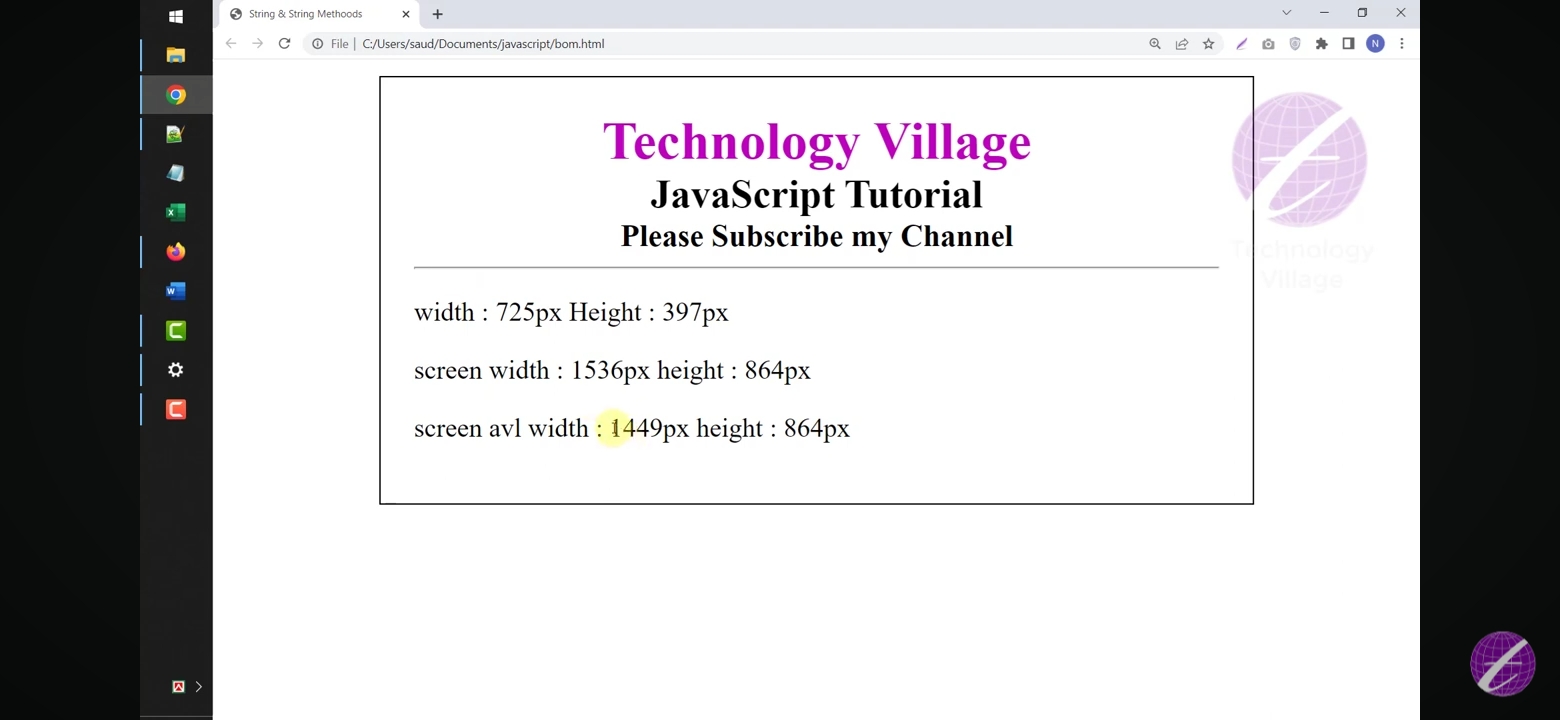 String & String Methoods
File
C:/Users/saud/Documents/javascript/bom.html
N
Technology Village
JavaScript Tutorial
Please Subscribe my Channel
Technology
Village
width : 725px Height : 397px
screen width : 1536px height : 864px
screen avl width : 1449px height : 864px